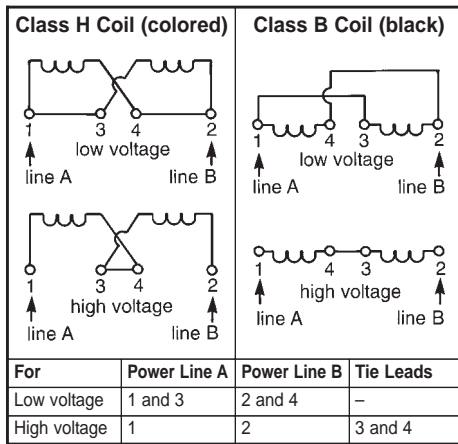 Class H Coil (colored)
Class B Coil (black)
1 3 4 2
low voltage
line A line B
1 3 4 2
high voltage
line A line B
1 4 3 2
low voltage
line A line B
1 4 3 2
high voltage
line A line B
For Power Line A Power Line B Tie Leads
Low voltage 1 and 3 2 and 4 –
High voltage 1 2 3 and 4